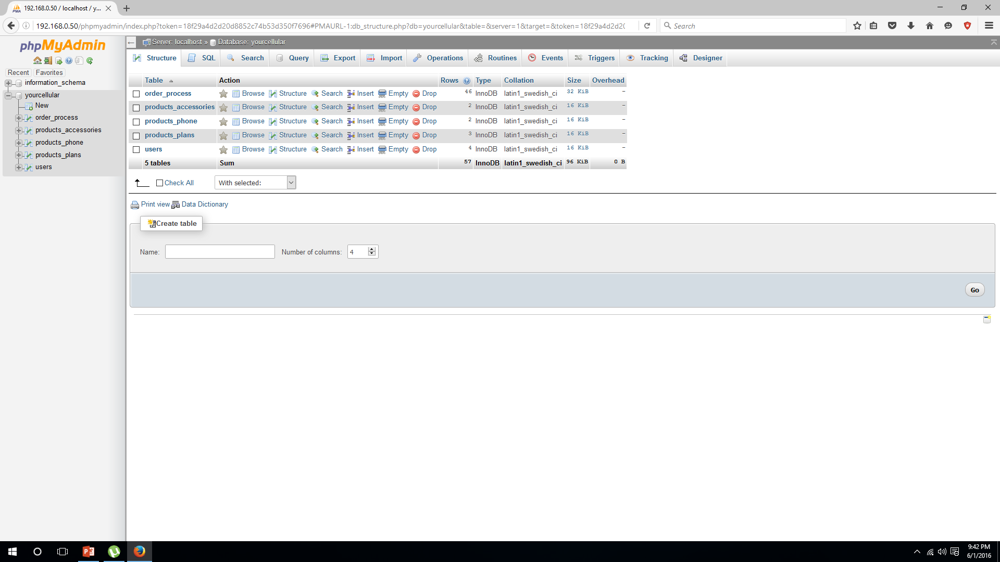 192.168.0.50 / localhost / y...
192.168.0.50/phpmyadmin/index.php?token=18f29a4d2d20d8852c74b53d350f7696#PMAURL-1:db_structure.php?db=yourcellular&table=&server=1&target=&token=18f29a4d2d20
Search
phpMyAdmin
Recent Favorites
information_schema
yourcellular
New
order_process
products_accessories
products_phone
products_plans
users
Server: localhost » Database: yourcellular
Structure SQL Search Query Export Import Operations Routines Events Triggers Tracking Designer
Table Action Rows Type Collation Size Overhead
order_process Browse Structure Search Insert Empty Drop 46 InnoDB latin1_swedish_ci 32 KiB -
products_accessories Browse Structure Search Insert Empty Drop 2 InnoDB latin1_swedish_ci 16 KiB -
products_phone Browse Structure Search Insert Empty Drop 2 InnoDB latin1_swedish_ci 16 KiB -
products_plans Browse Structure Search Insert Empty Drop 3 InnoDB latin1_swedish_ci 16 KiB -
users Browse Structure Search Insert Empty Drop 4 InnoDB latin1_swedish_ci 16 KiB -
5 tables Sum 57 InnoDB latin1_swedish_ci 96 KiB 0 B
Check All With selected:
Print view Data Dictionary
Create table
Name: Number of columns: 4
Go
9:42 PM
6/1/2016